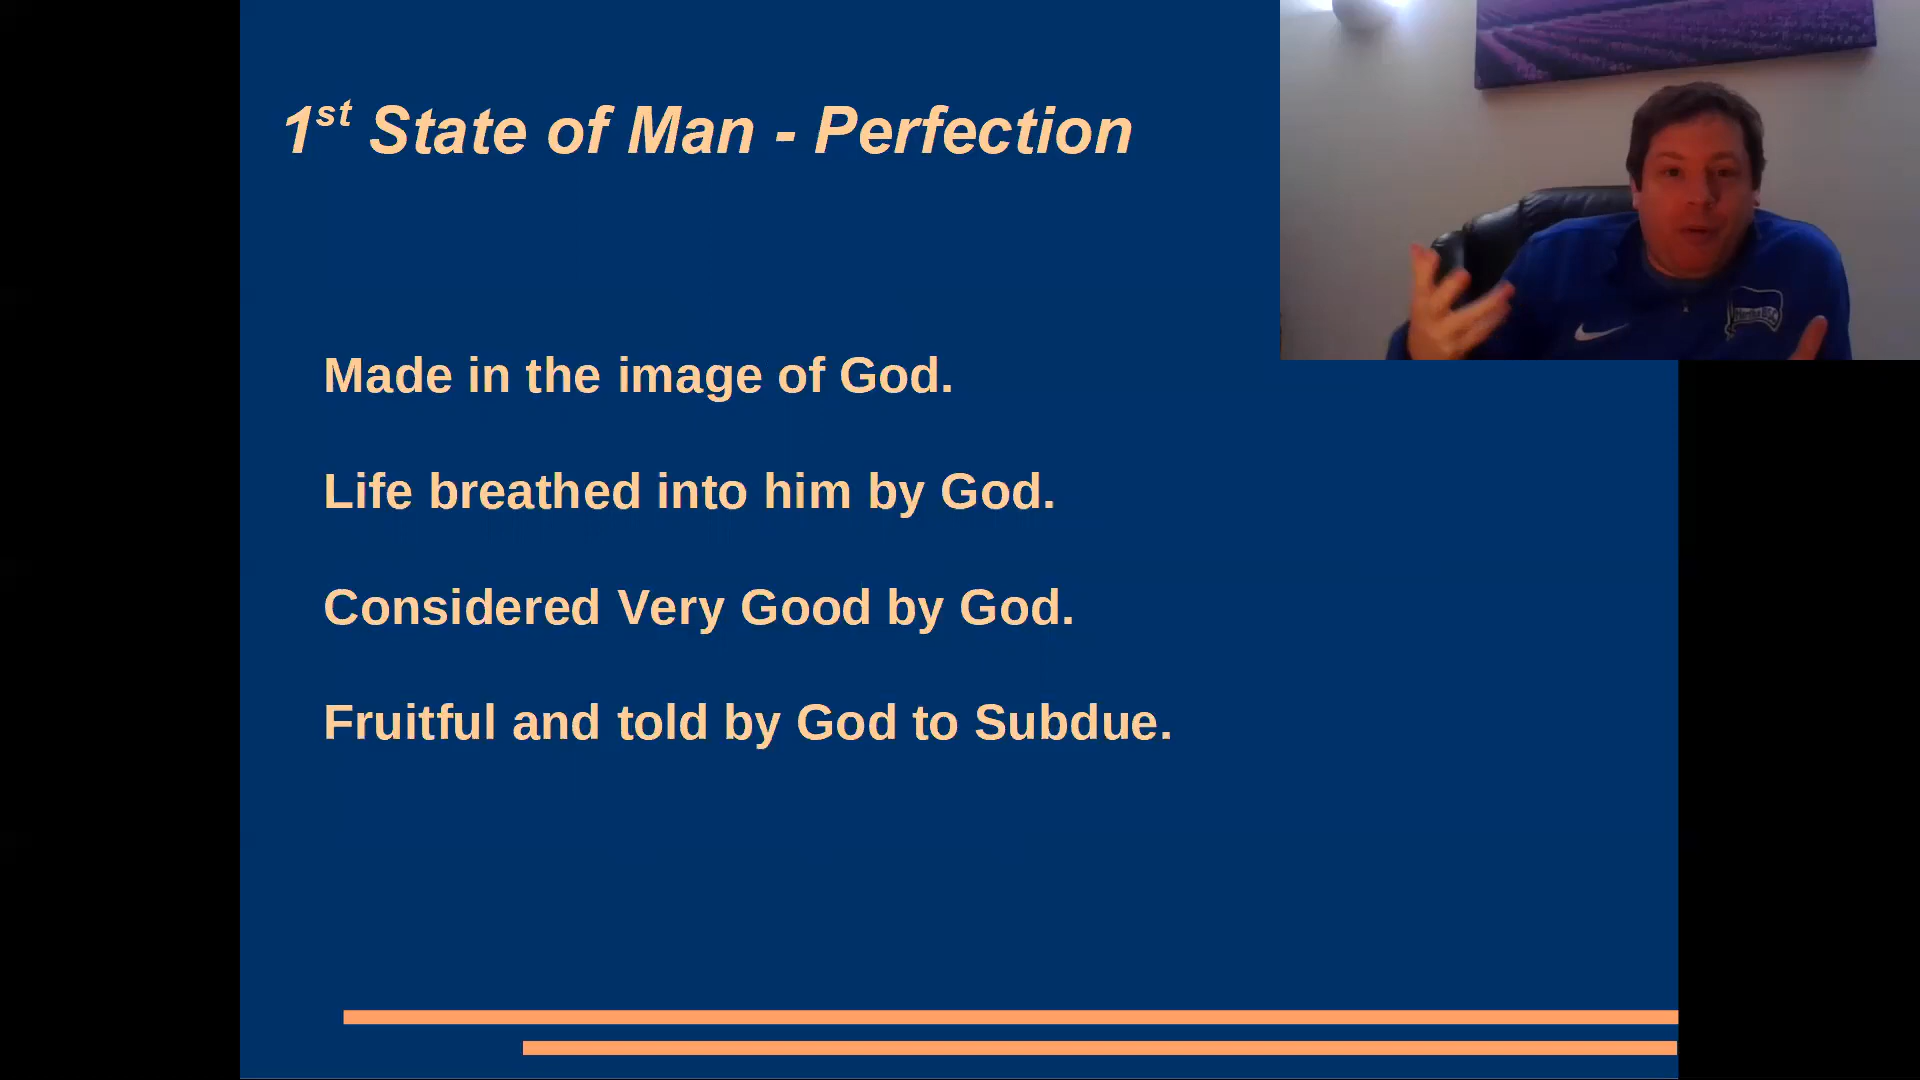 1st State of Man - Perfection
Made in the image of God.
Life breathed into him by God.
Considered Very Good by God.
Fruitful and told by God to Subdue.